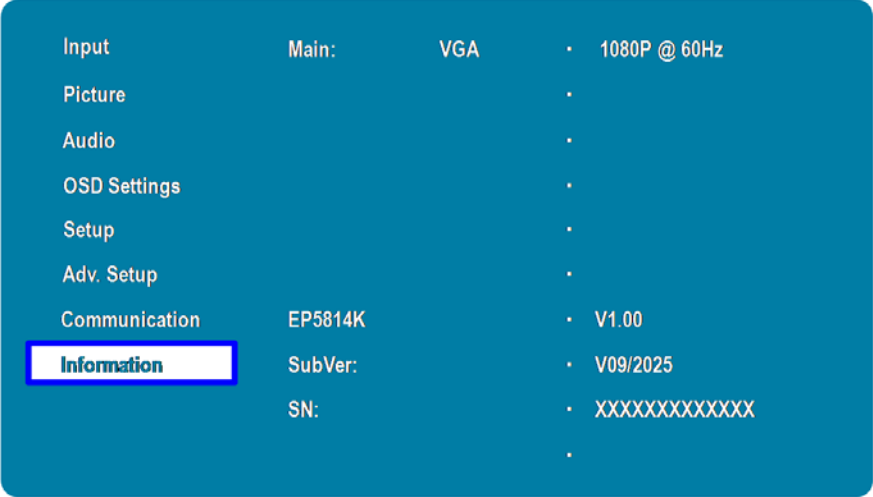 Input Main: VGA · 1080P @ 60Hz
Picture ·
Audio ·
OSD Settings ·
Setup ·
Adv. Setup ·
Communication EP5814K · V1.00
Information SubVer: · V09/2025
SN: · XXXXXXXXXXXXX
·